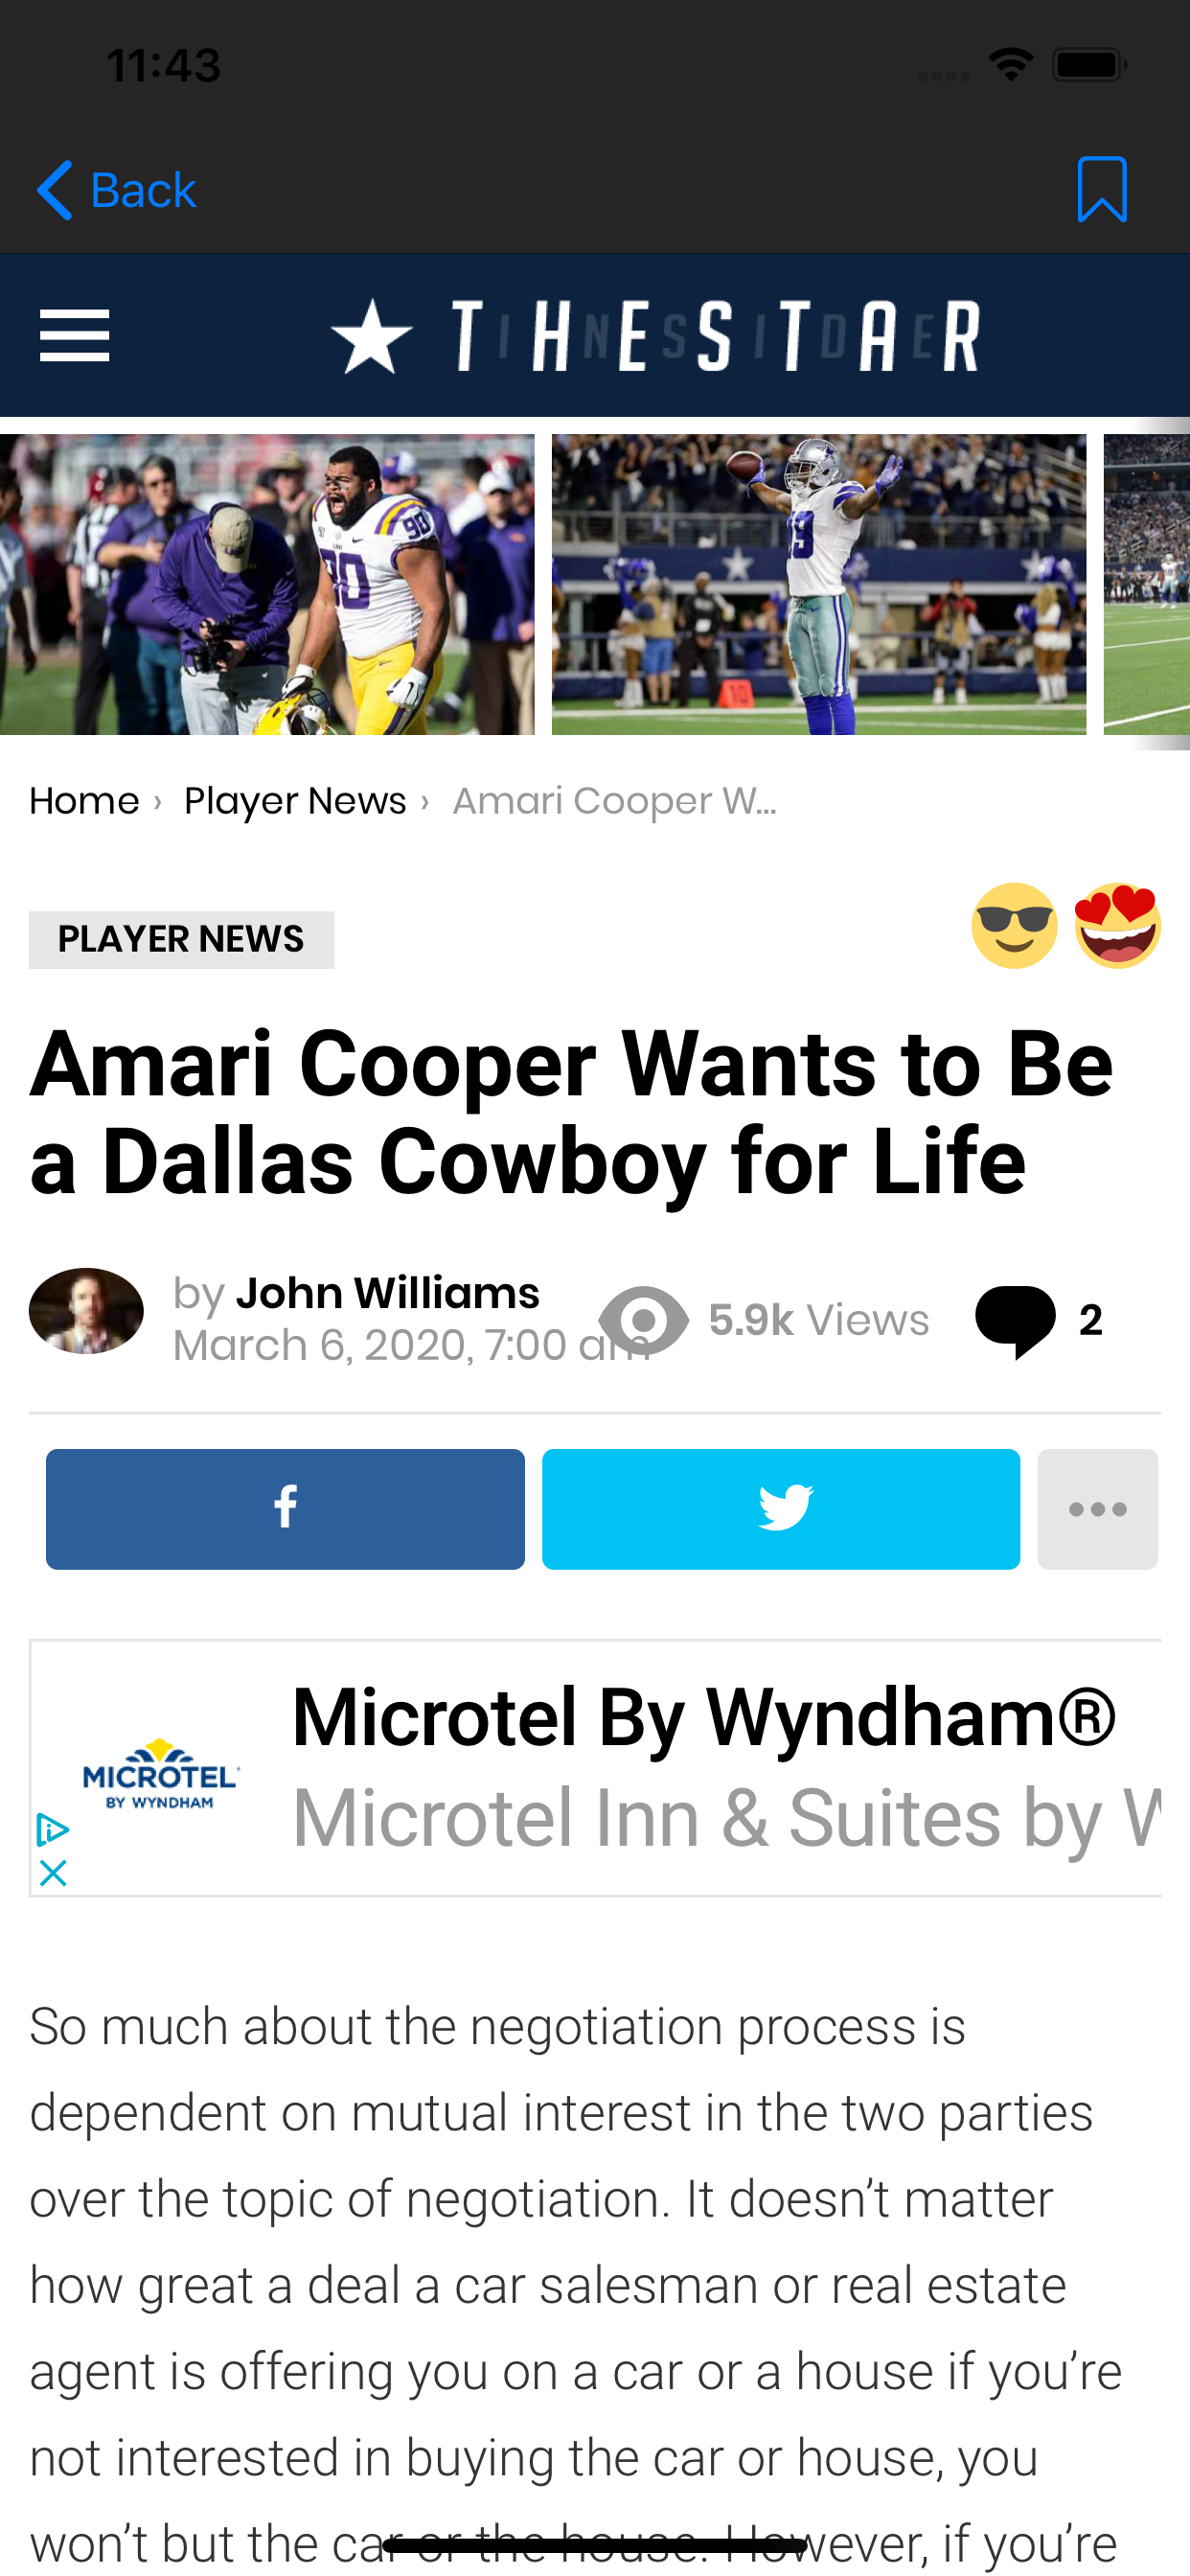 11:43
Back
THE STAR
INSIDER
98
90
19
10
Home › Player News › Amari Cooper W...
PLAYER NEWS
Amari Cooper Wants to Be
a Dallas Cowboy for Life
by John Williams
March 6, 2020, 7:00 am
5.9k Views
2
Microtel By Wyndham®
Microtel Inn & Suites by W
MICROTEL
BY WYNDHAM
So much about the negotiation process is
dependent on mutual interest in the two parties
over the topic of negotiation. It doesn’t matter
how great a deal a car salesman or real estate
agent is offering you on a car or a house if you’re
not interested in buying the car or house, you
won’t but the car or the house. However, if you’re